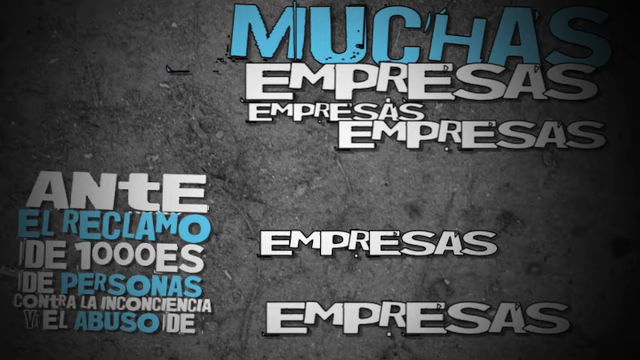 MUCHAS
EMPRESAS
EMPRESAS
EMPRESAS
ANtE
EL RECLAMO
DE 1000ES
DE PERSONAS
CONtRA LA INCONCIENCIA
Y EL ABUSO DE
EMPRESAS
EMPRESAS